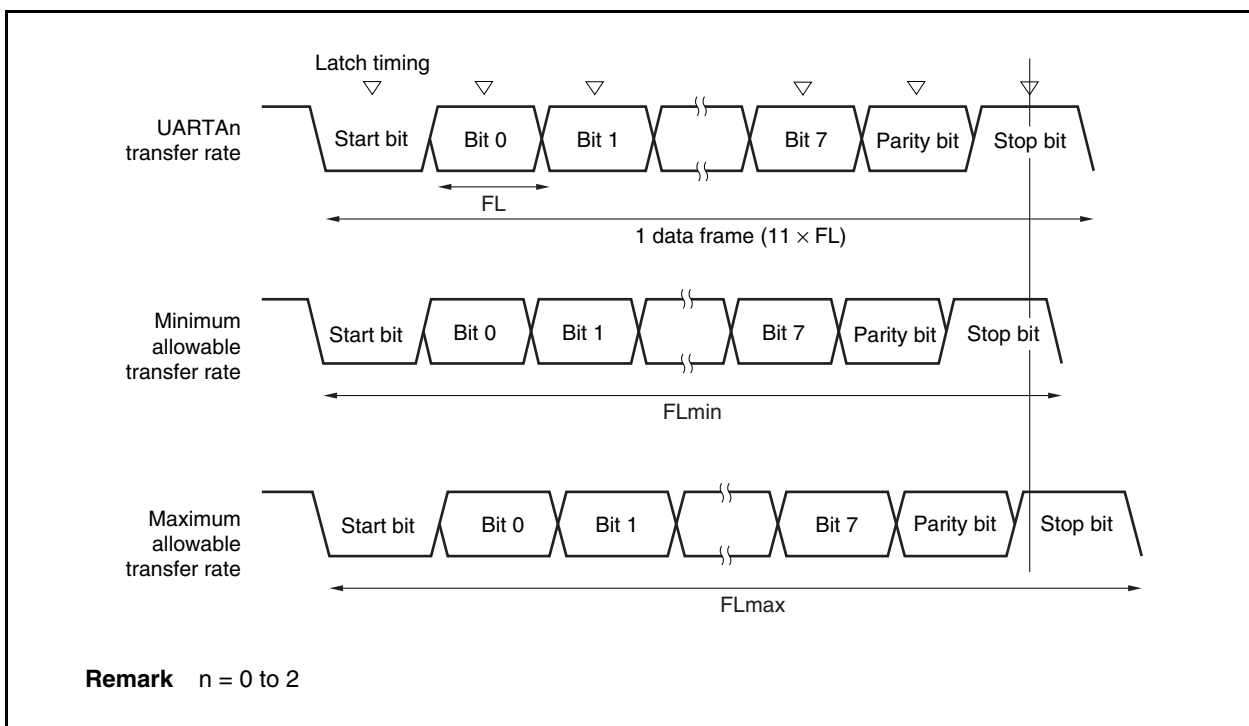 Latch timing
UARTAn
transfer rate
Start bit
Bit 0
Bit 1
Bit 7
Parity bit
Stop bit
FL
1 data frame (11 × FL)
Minimum
allowable
transfer rate
Start bit
Bit 0
Bit 1
Bit 7
Parity bit
Stop bit
FLmin
Maximum
allowable
transfer rate
Start bit
Bit 0
Bit 1
Bit 7
Parity bit
Stop bit
FLmax
Remark n = 0 to 2